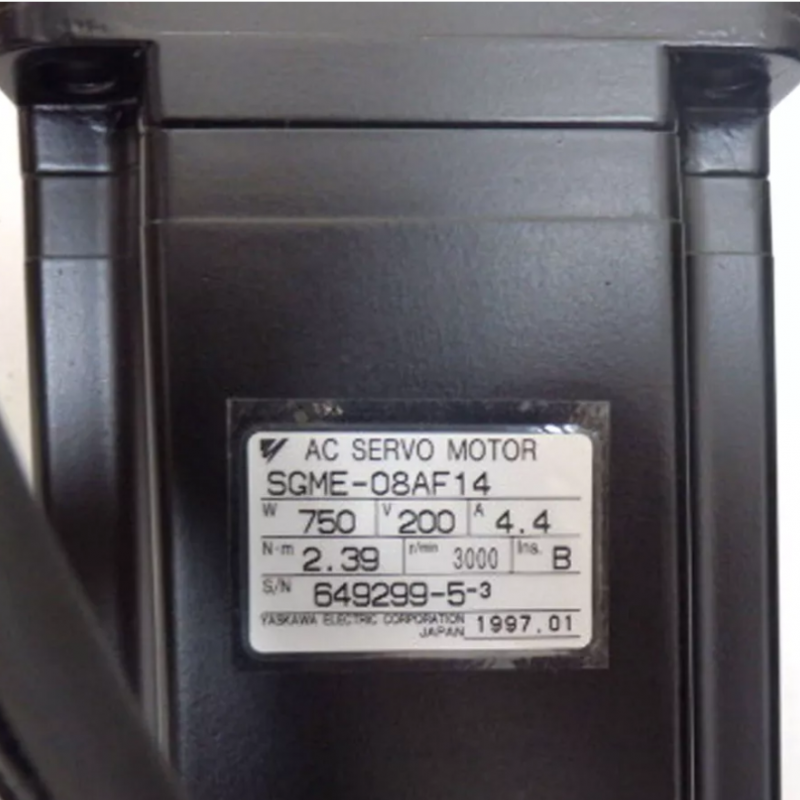 AC SERVO MOTOR
SGME-08AF14
W 750 V 200 A 4.4
N·m 2.39 r/min 3000 Ins. B
S/N 649299-5-3
YASKAWA ELECTRIC CORPORATION
JAPAN 1997.01